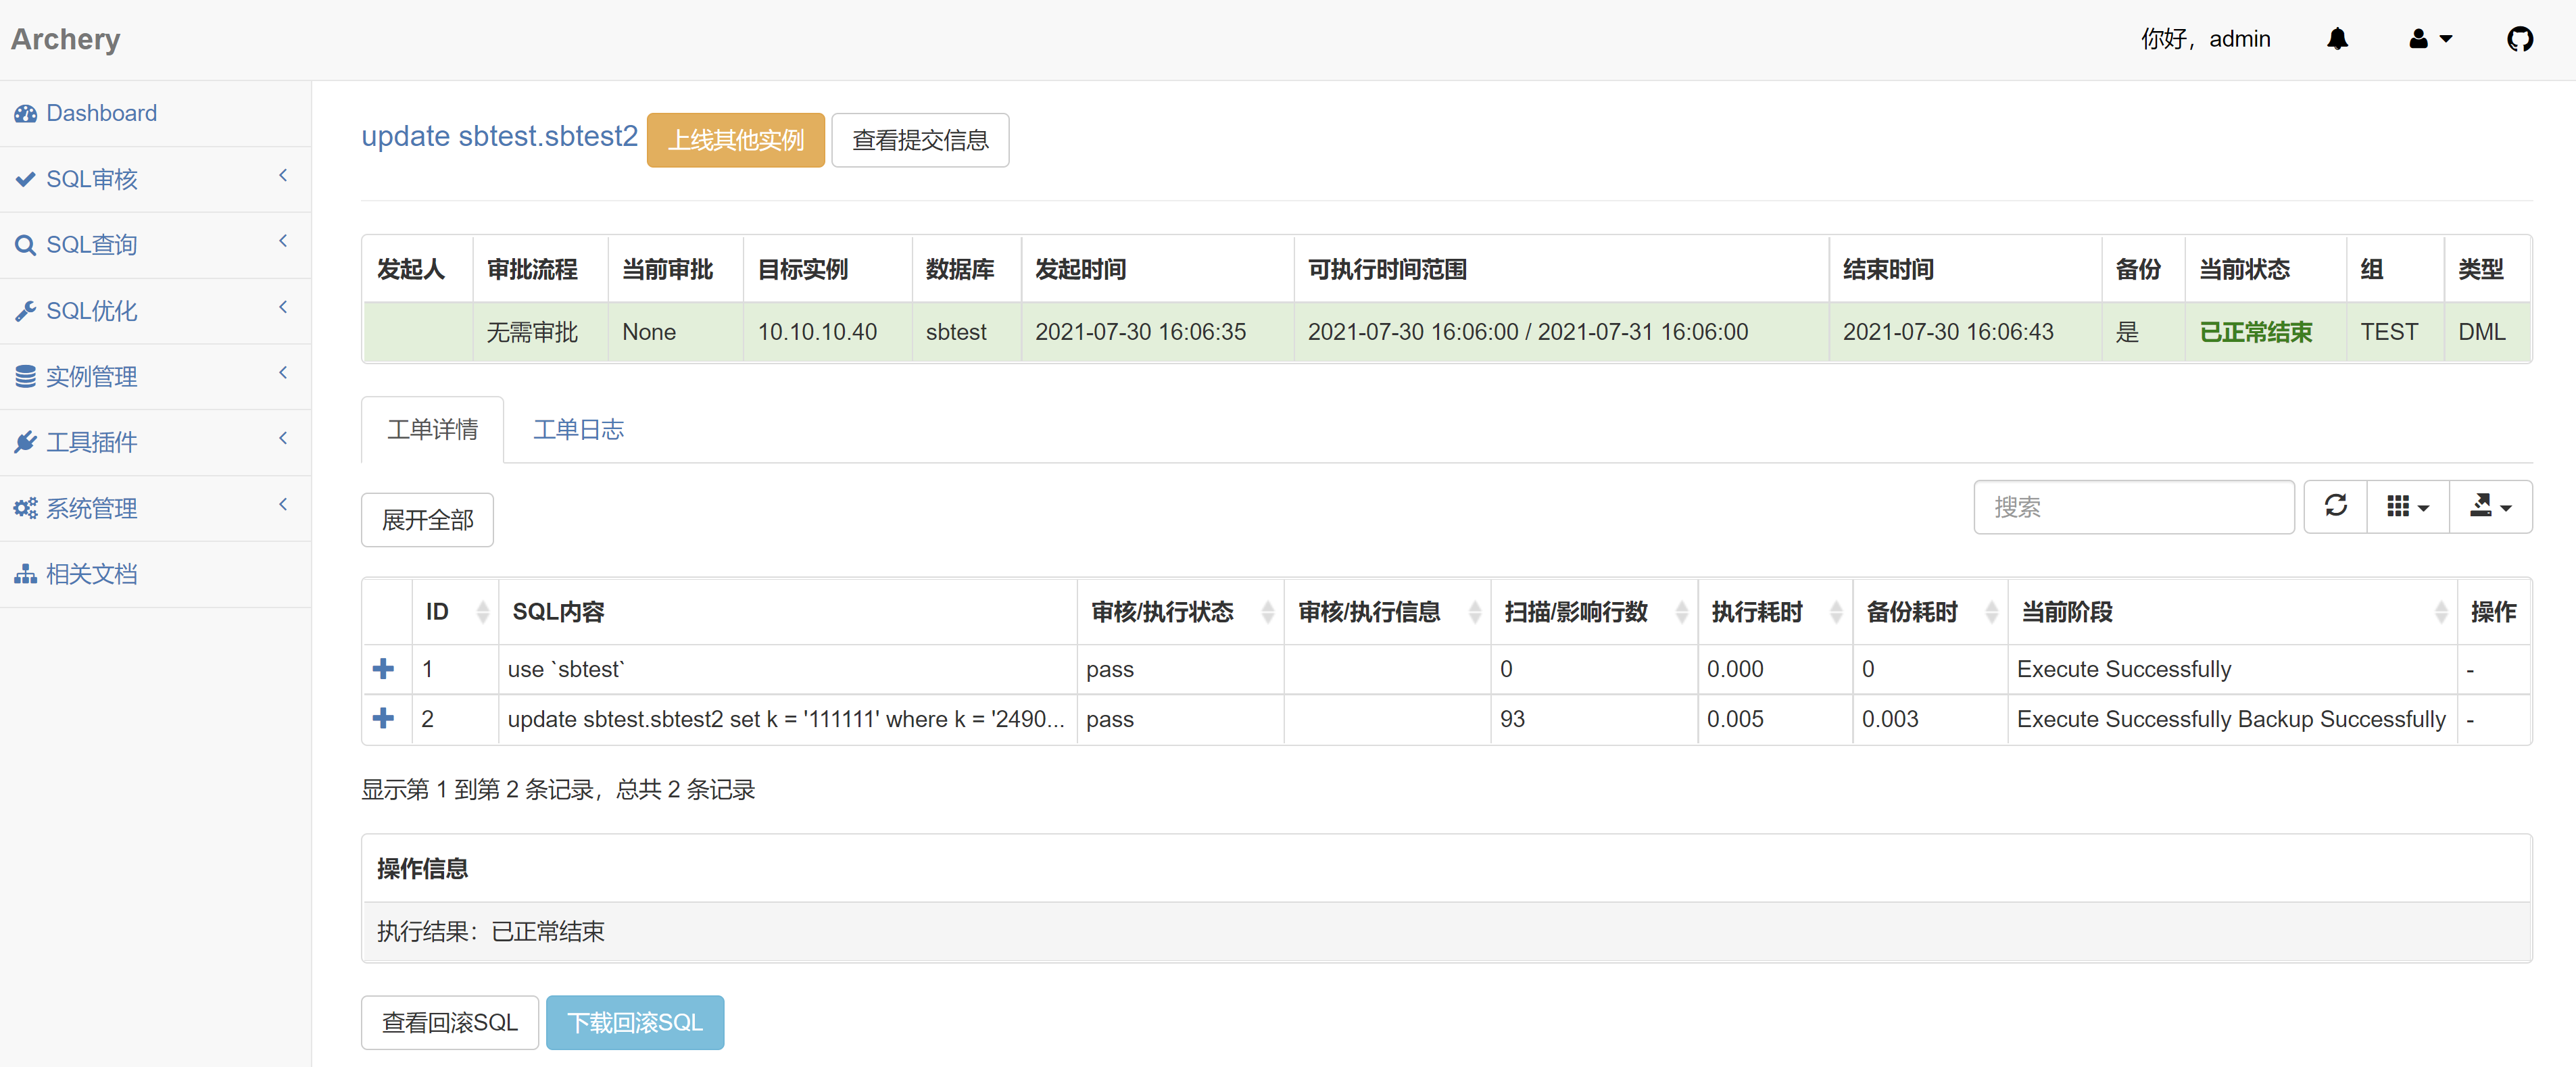 Archery
你好，admin
Dashboard
SQL审核
SQL查询
SQL优化
实例管理
工具插件
系统管理
相关文档
update sbtest.sbtest2 上线其他实例 查看提交信息
发起人 审批流程 当前审批 目标实例 数据库 发起时间 可执行时间范围 结束时间 备份 当前状态 组 类型
无需审批 None 10.10.10.40 sbtest 2021-07-30 16:06:35 2021-07-30 16:06:00 / 2021-07-31 16:06:00 2021-07-30 16:06:43 是 已正常结束 TEST DML
工单详情 工单日志
展开全部 搜索
ID SQL内容 审核/执行状态 审核/执行信息 扫描/影响行数 执行耗时 备份耗时 当前阶段 操作
1 use `sbtest` pass 0 0.000 0 Execute Successfully -
2 update sbtest.sbtest2 set k = '111111' where k = '2490... pass 93 0.005 0.003 Execute Successfully Backup Successfully -
显示第 1 到第 2 条记录，总共 2 条记录
操作信息
执行结果：已正常结束
查看回滚SQL 下载回滚SQL